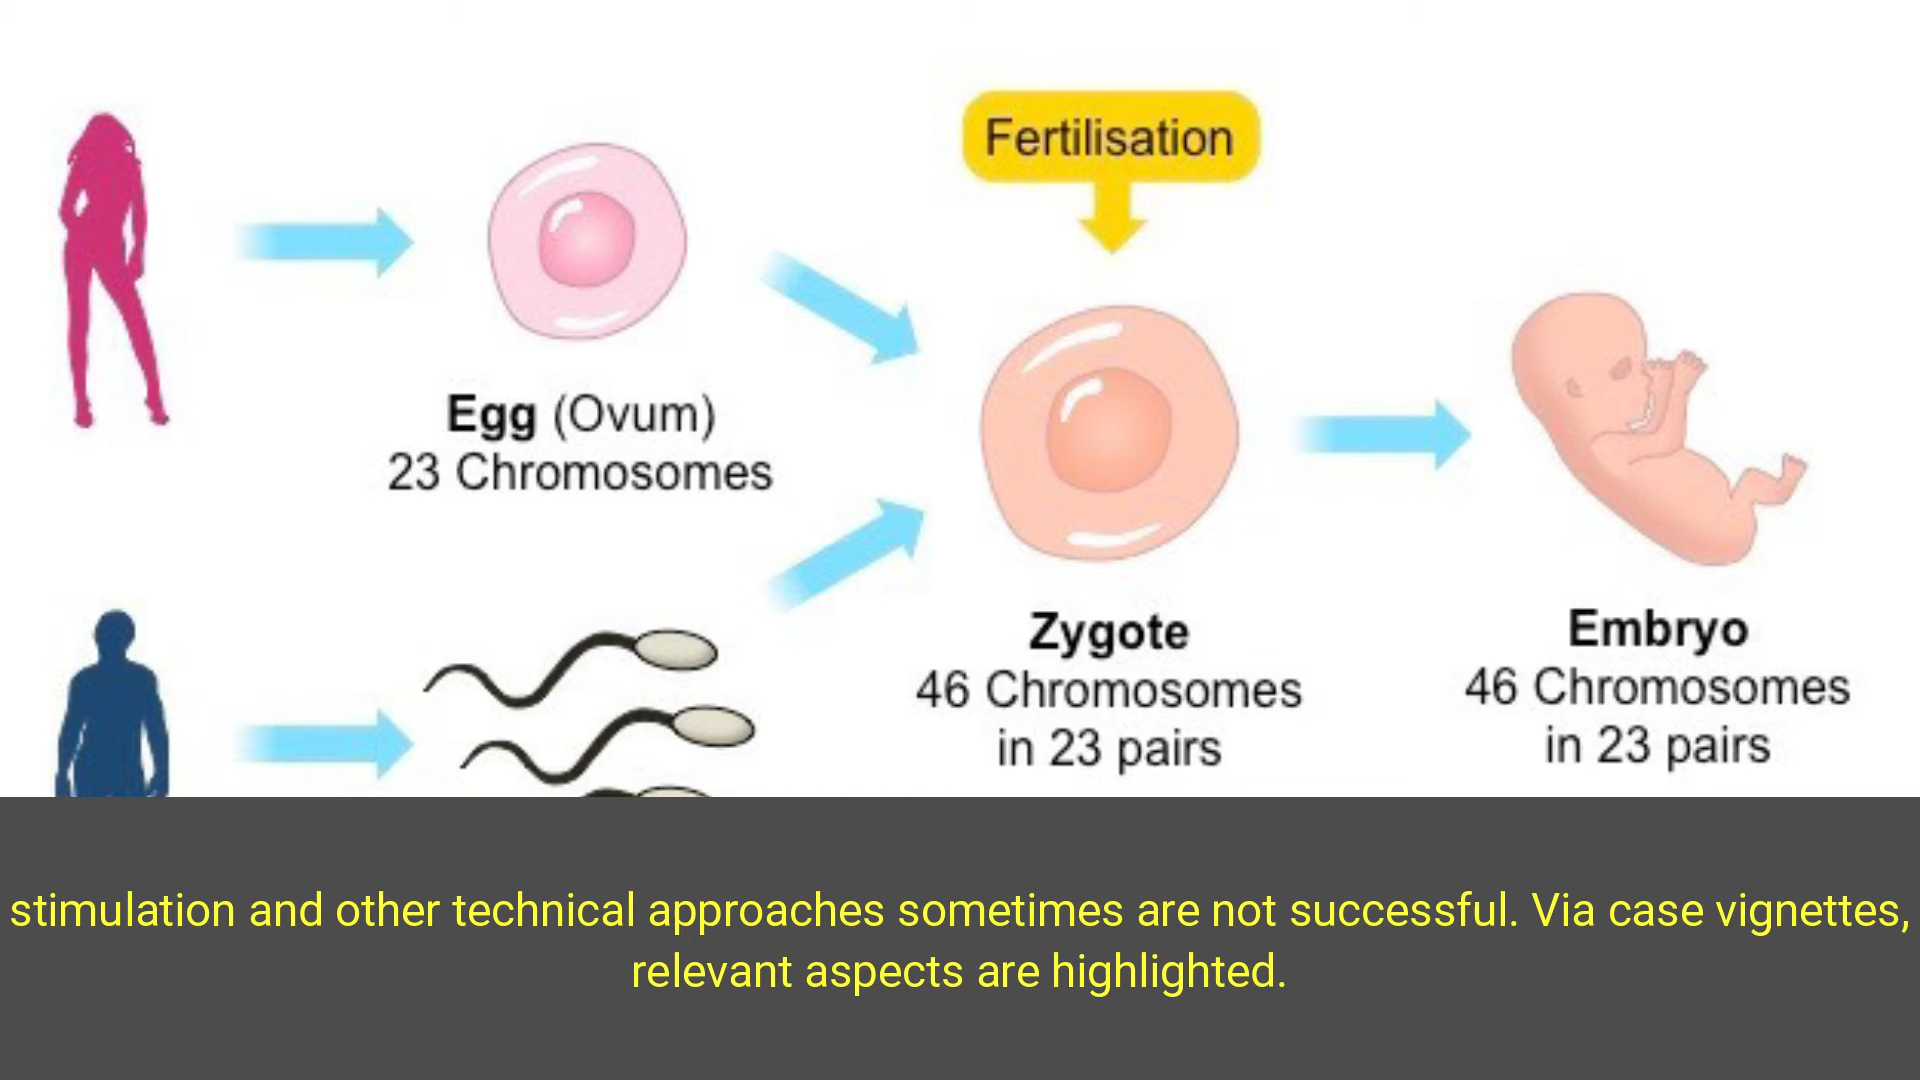 Fertilisation
Egg (Ovum)
23 Chromosomes
Zygote
46 Chromosomes
in 23 pairs
Embryo
46 Chromosomes
in 23 pairs
stimulation and other technical approaches sometimes are not successful. Via case vignettes,
relevant aspects are highlighted.